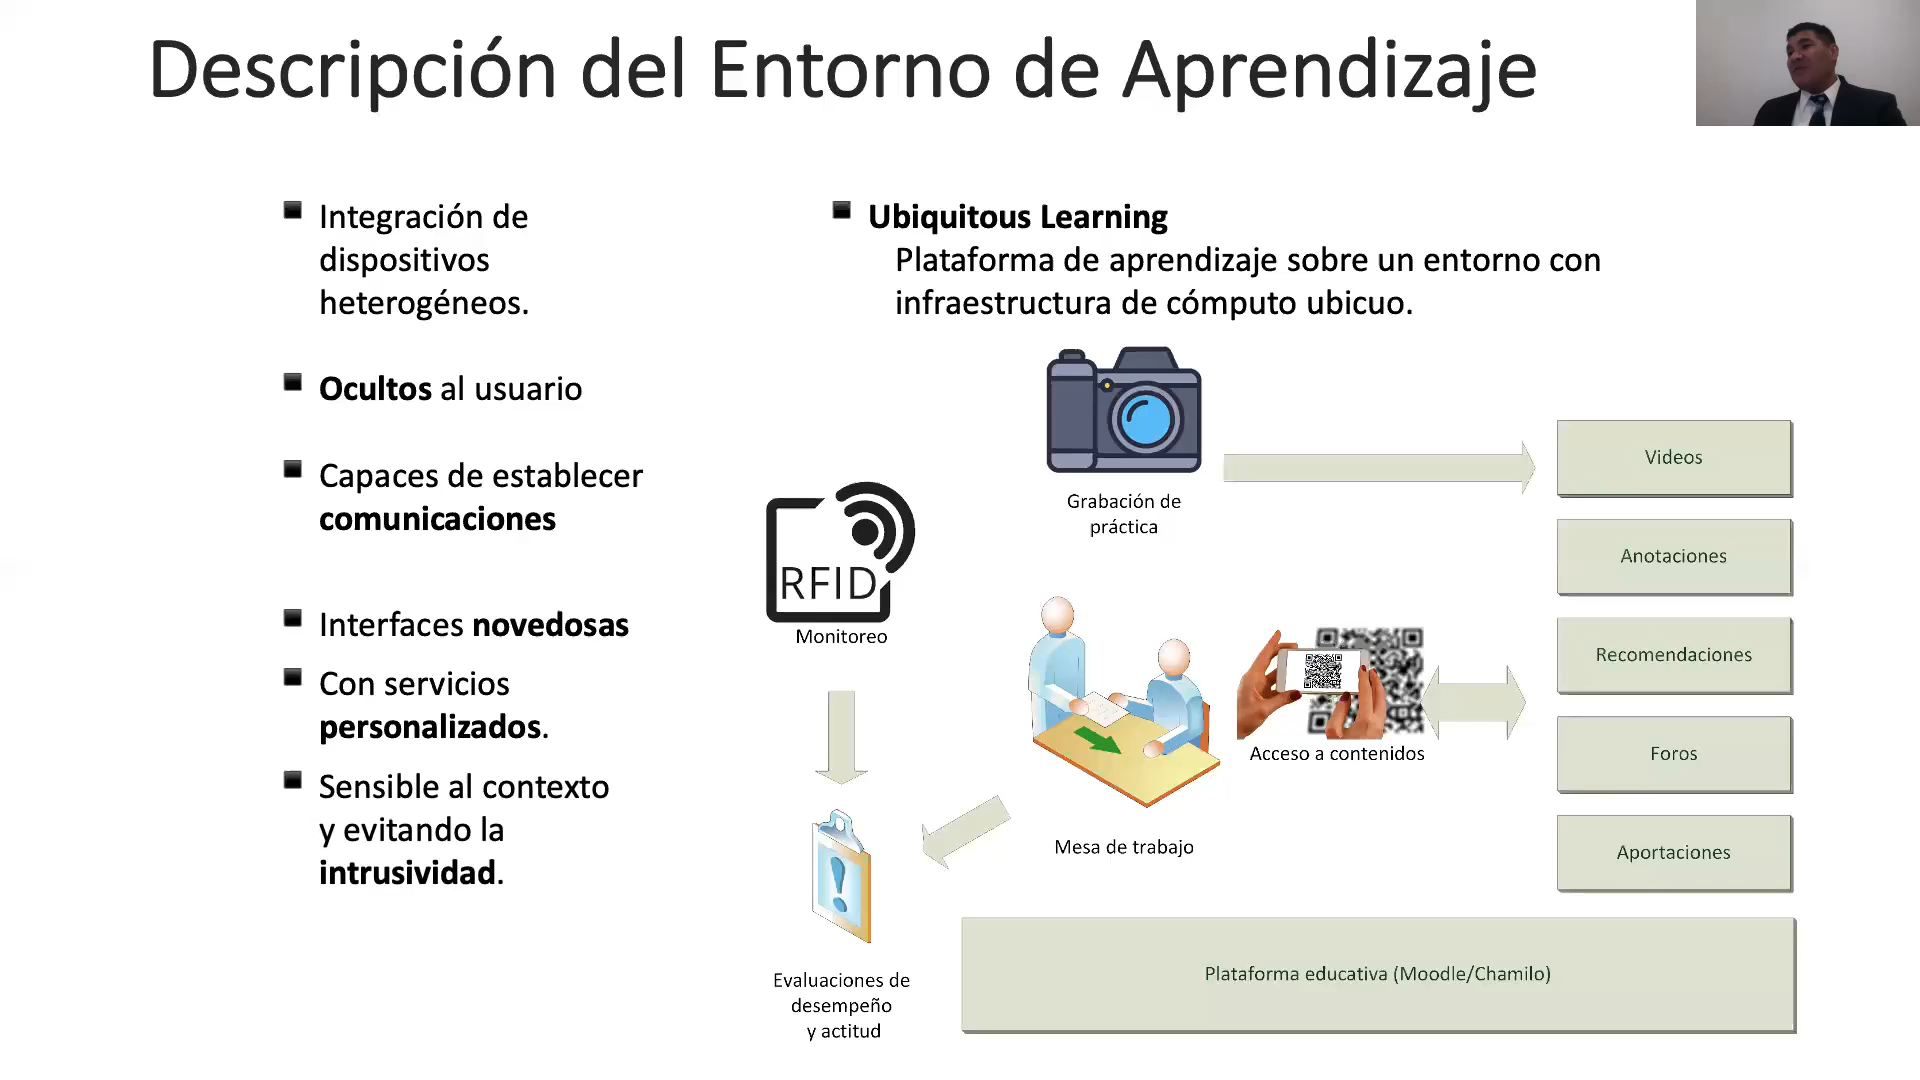 Descripción del Entorno de Aprendizaje
Integración de
dispositivos
heterogéneos.
Ocultos al usuario
Capaces de establecer
comunicaciones
Interfaces novedosas
Con servicios
personalizados.
Sensible al contexto
y evitando la
intrusividad.
Ubiquitous Learning
Plataforma de aprendizaje sobre un entorno con
infraestructura de cómputo ubicuo.
Grabación de
práctica
RFID
Monitoreo
Acceso a contenidos
Mesa de trabajo
Evaluaciones de
desempeño
y actitud
Videos
Anotaciones
Recomendaciones
Foros
Aportaciones
Plataforma educativa (Moodle/Chamilo)